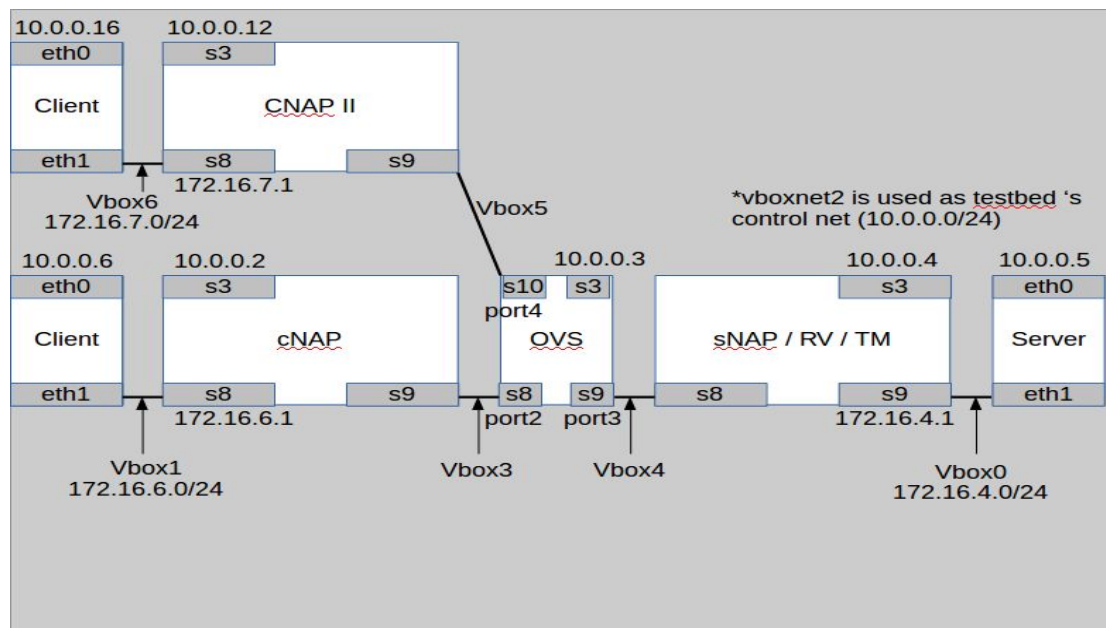 10.0.0.16 10.0.0.12
eth0 s3
Client CNAP II
eth1 s8 s9
172.16.7.1
Vbox6
172.16.7.0/24
Vbox5
*vboxnet2 is used as testbed ‘s
control net (10.0.0.0/24)
10.0.0.6 10.0.0.2 10.0.0.3 10.0.0.4 10.0.0.5
eth0 s3 s10 s3 s3 eth0
port4
Client cNAP OVS sNAP / RV / TM Server
eth1 s8 s9 s8 s9 s8 s9 eth1
172.16.6.1 port2 port3 172.16.4.1
Vbox1 Vbox3 Vbox4 Vbox0
172.16.6.0/24 172.16.4.0/24